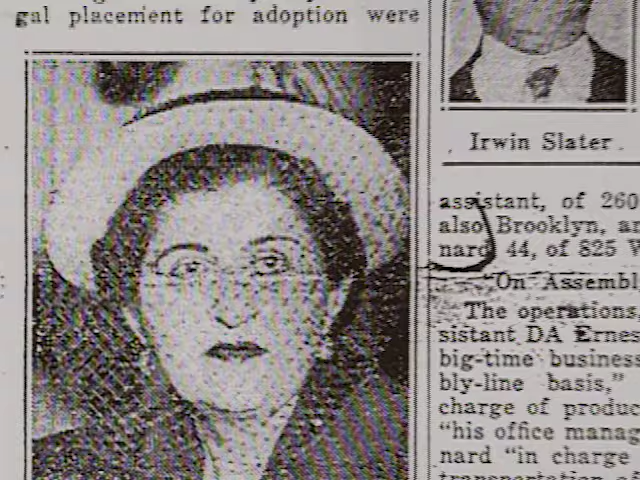 gal placement for adoption were
Irwin Slater
assistant, of 260
also Brooklyn, an
nard 44, of 825 W
On Assembl
The operations,
sistant DA Ernes
big-time business
bly-line basis,"
charge of produc
"his office manag
nard "in charge
transportation of